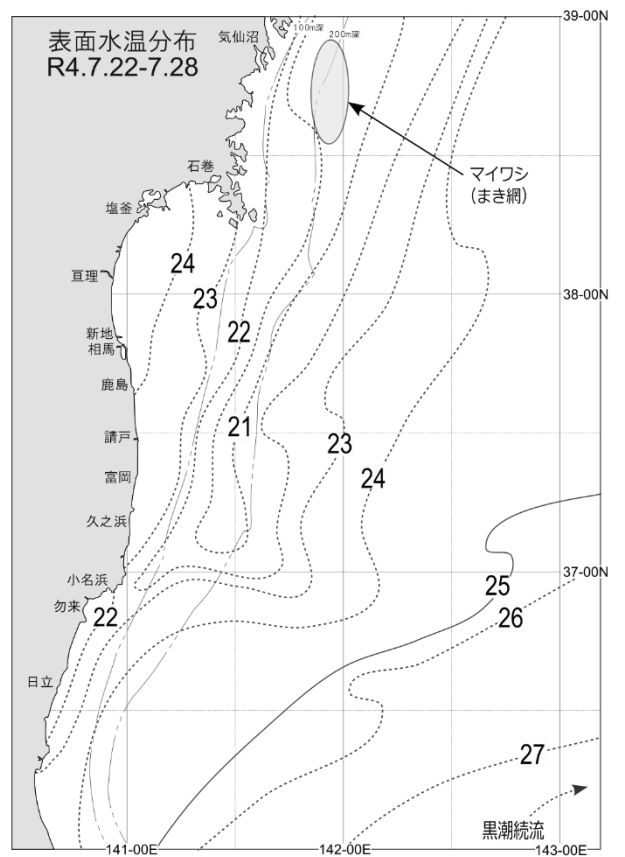 表面水温分布
R4.7.22-7.28
気仙沼
100m深
200m深
39-00N
石巻
マイワシ
(まき網)
塩釜
24
亘理
23
38-00N
22
新地
相馬
鹿島
21
請戸
23
富岡
24
久之浜
小名浜
37-00N
25
勿来
22
26
日立
27
黒潮続流
141-00E
142-00E
143-00E